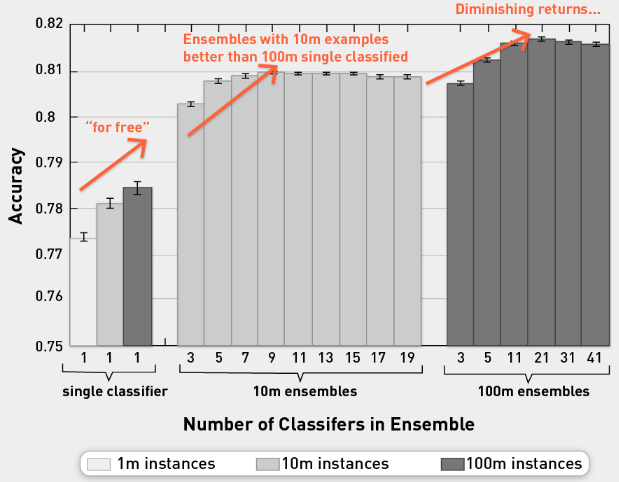 Diminishing returns...
Ensembles with 10m examples
better than 100m single classified
"for free"
Accuracy
0.82
0.81
0.8
0.79
0.78
0.77
0.76
0.75
1 1 1 3 5 7 9 11 13 15 17 19 3 5 11 21 31 41
single classifier 10m ensembles 100m ensembles
Number of Classifers in Ensemble
1m instances 10m instances 100m instances